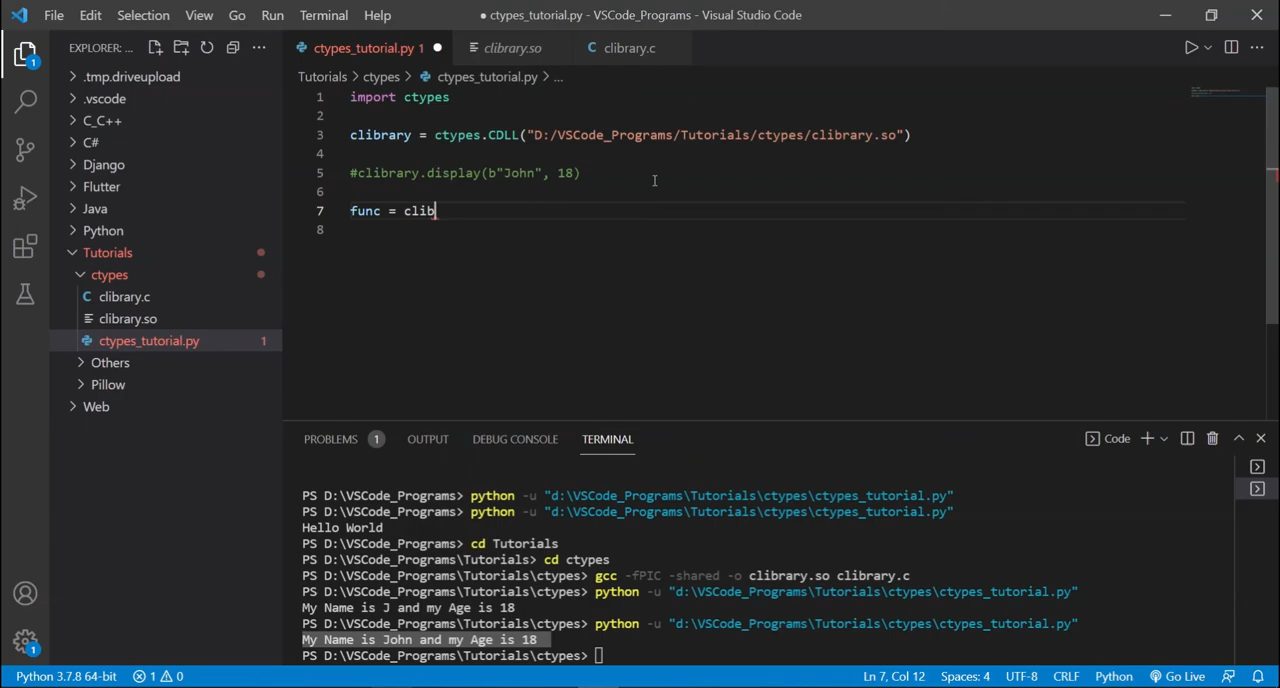 File Edit Selection View Go Run Terminal Help
● ctypes_tutorial.py - VSCode_Programs - Visual Studio Code
EXPLORER: ...
ctypes_tutorial.py 1 ●
clibrary.so
C clibrary.c
Tutorials > ctypes > ctypes_tutorial.py > ...
1
.tmp.driveupload
.vscode
C_C++
C#
Django
Flutter
Java
Python
Tutorials
ctypes
C clibrary.c
clibrary.so
ctypes_tutorial.py 1
Others
Pillow
Web
1 import ctypes
2
3 clibrary = ctypes.CDLL("D:/VSCode_Programs/Tutorials/ctypes/clibrary.so")
4
5 #clibrary.display(b"John", 18)
6
7 func = clib
8
PROBLEMS 1 OUTPUT DEBUG CONSOLE TERMINAL
Code
PS D:\VSCode_Programs> python -u "d:\VSCode_Programs\Tutorials\ctypes\ctypes_tutorial.py"
PS D:\VSCode_Programs> python -u "d:\VSCode_Programs\Tutorials\ctypes\ctypes_tutorial.py"
Hello World
PS D:\VSCode_Programs> cd Tutorials
PS D:\VSCode_Programs\Tutorials> cd ctypes
PS D:\VSCode_Programs\Tutorials\ctypes> gcc -fPIC -shared -o clibrary.so clibrary.c
PS D:\VSCode_Programs\Tutorials\ctypes> python -u "d:\VSCode_Programs\Tutorials\ctypes\ctypes_tutorial.py"
My Name is J and my Age is 18
PS D:\VSCode_Programs\Tutorials\ctypes> python -u "d:\VSCode_Programs\Tutorials\ctypes\ctypes_tutorial.py"
My Name is John and my Age is 18
PS D:\VSCode_Programs\Tutorials\ctypes>
1
Python 3.7.8 64-bit 1 0
Ln 7, Col 12 Spaces: 4 UTF-8 CRLF Python Go Live